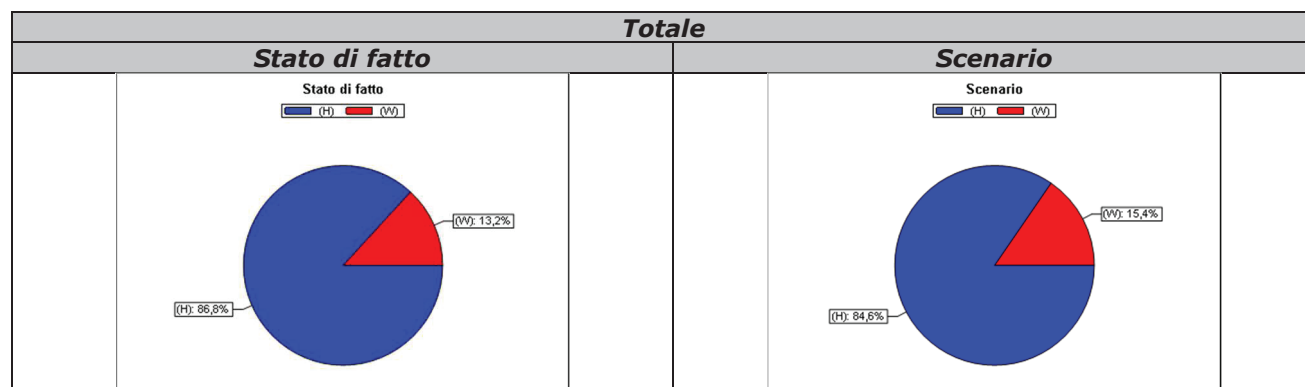 Totale
Stato di fatto
Scenario
Stato di fatto
(H) (W)
(W): 13,2%
(H): 86,8%
Scenario
(H) (W)
(W): 15,4%
(H): 84,6%